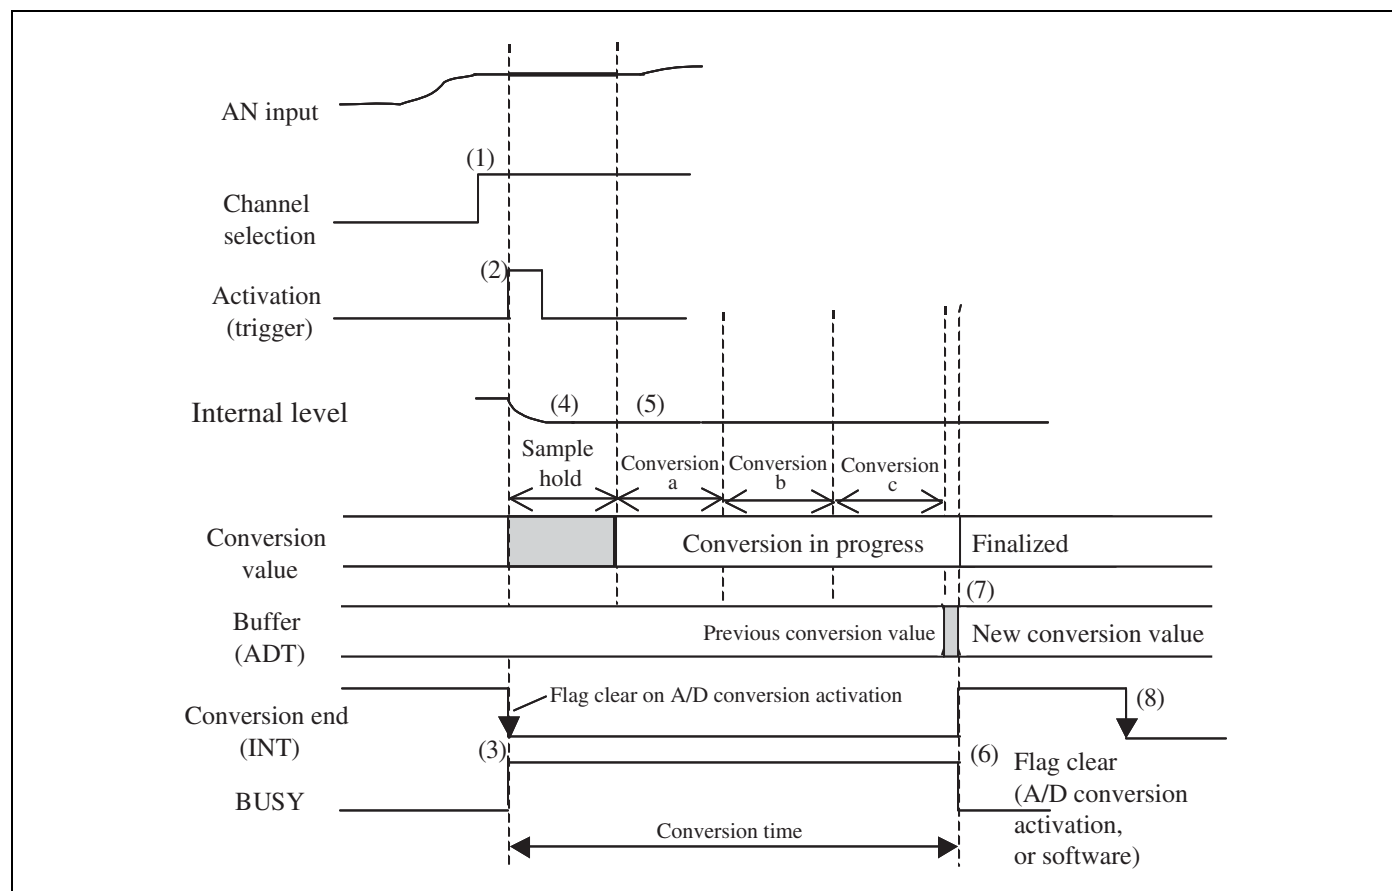 AN input
(1)
Channel
selection
(2)
Activation
(trigger)
Internal level
(4)
(5)
Sample
hold
Conversion
a
Conversion
b
Conversion
c
Conversion
value
Conversion in progress
Finalized
(7)
Buffer
(ADT)
Previous conversion value
New conversion value
Flag clear on A/D conversion activation
(8)
Conversion end
(INT)
(3)
(6)
Flag clear
(A/D conversion
activation,
or software)
BUSY
Conversion time